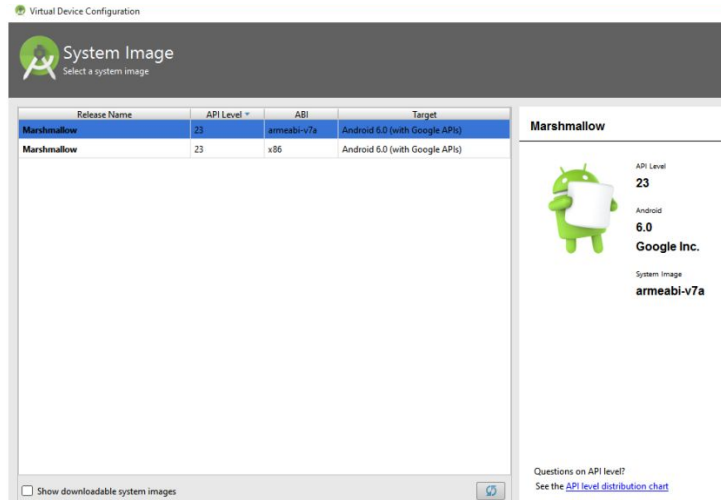 Virtual Device Configuration
System Image
Select a system image
Release Name API Level ABI Target
Marshmallow 23 armeabi-v7a Android 6.0 (with Google APIs)
Marshmallow 23 x86 Android 6.0 (with Google APIs)
Show downloadable system images
Marshmallow
API Level
23
Android
6.0
Google Inc.
System Image
armeabi-v7a
Questions on API level?
See the API level distribution chart